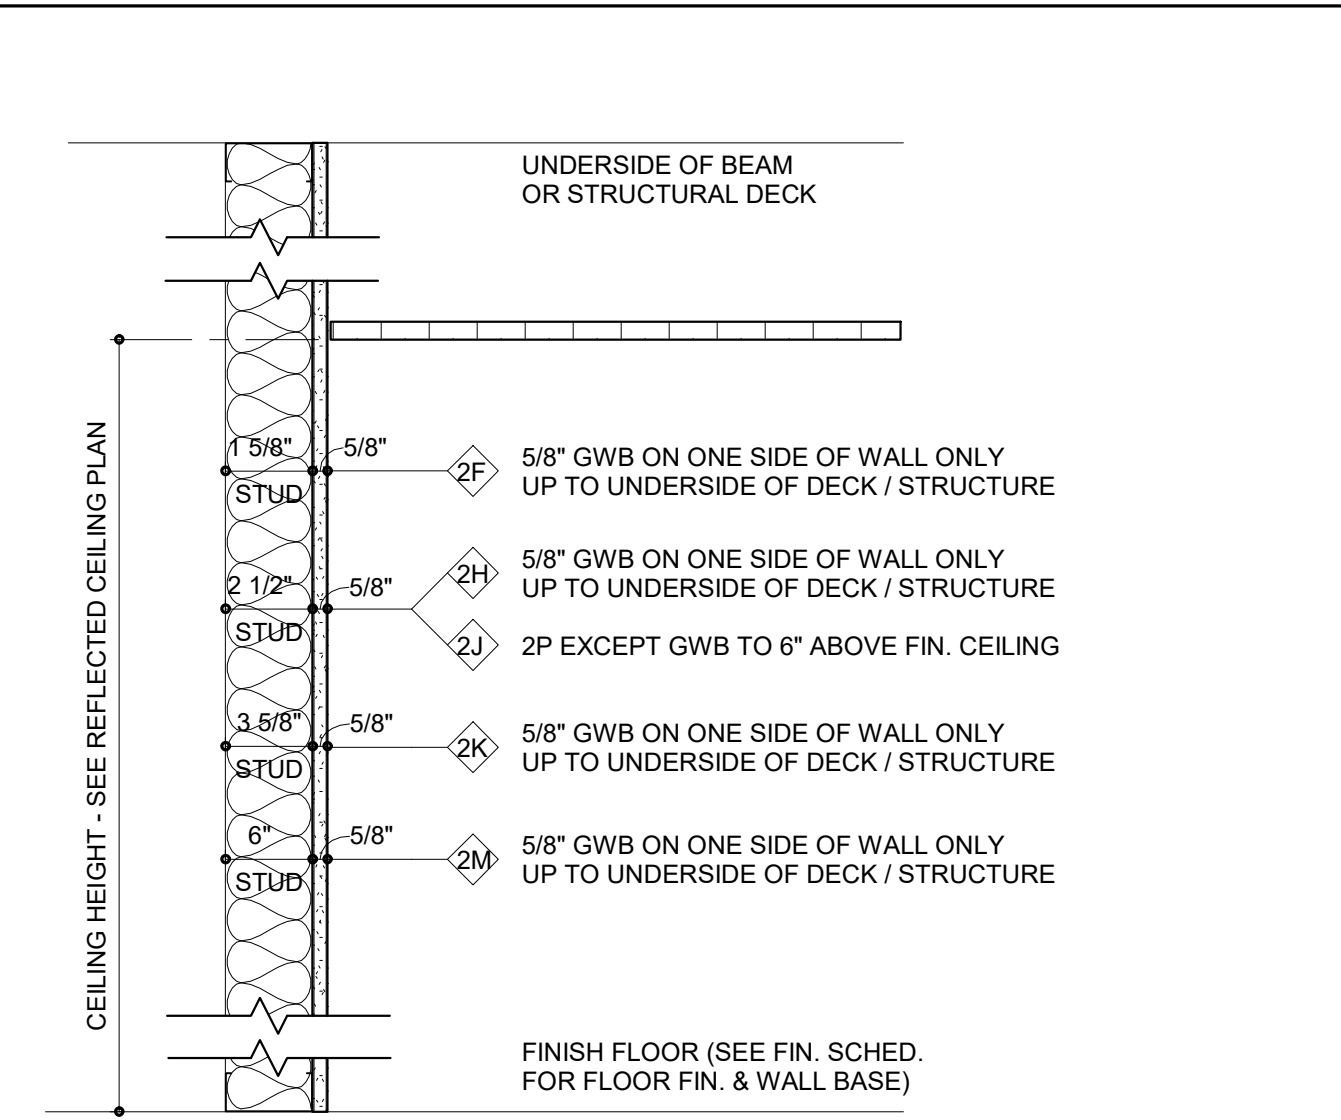 UNDERSIDE OF BEAM
OR STRUCTURAL DECK
CEILING HEIGHT - SEE REFLECTED CEILING PLAN
1 5/8"
STUD
5/8"
2F
5/8" GWB ON ONE SIDE OF WALL ONLY
UP TO UNDERSIDE OF DECK / STRUCTURE
2 1/2"
STUD
5/8"
2H
5/8" GWB ON ONE SIDE OF WALL ONLY
UP TO UNDERSIDE OF DECK / STRUCTURE
2J
2P EXCEPT GWB TO 6" ABOVE FIN. CEILING
3 5/8"
STUD
5/8"
2K
5/8" GWB ON ONE SIDE OF WALL ONLY
UP TO UNDERSIDE OF DECK / STRUCTURE
6"
STUD
5/8"
2M
5/8" GWB ON ONE SIDE OF WALL ONLY
UP TO UNDERSIDE OF DECK / STRUCTURE
FINISH FLOOR (SEE FIN. SCHED.
FOR FLOOR FIN. & WALL BASE)